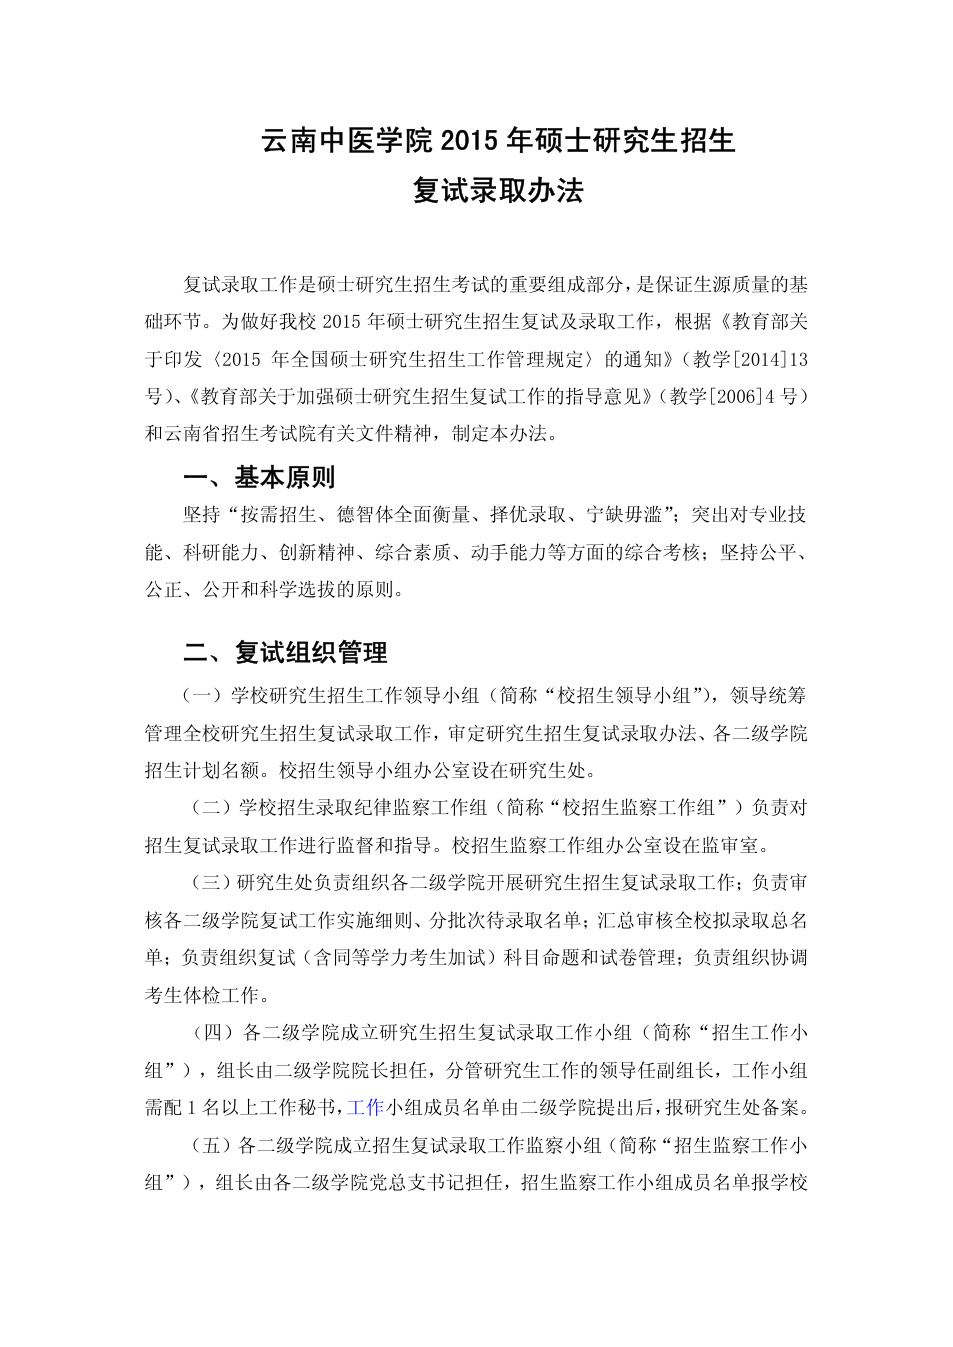 云南中医学院 2015 年硕士研究生招生
复试录取办法
复试录取工作是硕士研究生招生考试的重要组成部分，是保证生源质量的基
础环节。为做好我校 2015 年硕士研究生招生复试及录取工作，根据《教育部关
于印发〈2015 年全国硕士研究生招生工作管理规定〉的通知》（教学[2014]13
号）、《教育部关于加强硕士研究生招生复试工作的指导意见》（教学[2006]4 号）
和云南省招生考试院有关文件精神，制定本办法。
一、基本原则
坚持“按需招生、德智体全面衡量、择优录取、宁缺毋滥”；突出对专业技
能、科研能力、创新精神、综合素质、动手能力等方面的综合考核；坚持公平、
公正、公开和科学选拔的原则。
二、复试组织管理
（一）学校研究生招生工作领导小组（简称“校招生领导小组”），领导统筹
管理全校研究生招生复试录取工作，审定研究生招生复试录取办法、各二级学院
招生计划名额。校招生领导小组办公室设在研究生处。
（二）学校招生录取纪律监察工作组（简称“校招生监察工作组”）负责对
招生复试录取工作进行监督和指导。校招生监察工作组办公室设在监审室。
（三）研究生处负责组织各二级学院开展研究生招生复试录取工作；负责审
核各二级学院复试工作实施细则、分批次待录取名单；汇总审核全校拟录取总名
单；负责组织复试（含同等学力考生加试）科目命题和试卷管理；负责组织协调
考生体检工作。
（四）各二级学院成立研究生招生复试录取工作小组（简称“招生工作小
组”），组长由二级学院院长担任，分管研究生工作的领导任副组长，工作小组
需配 1 名以上工作秘书，工作小组成员名单由二级学院提出后，报研究生处备案。
（五）各二级学院成立招生复试录取工作监察小组（简称“招生监察工作小
组”），组长由各二级学院党总支书记担任，招生监察工作小组成员名单报学校